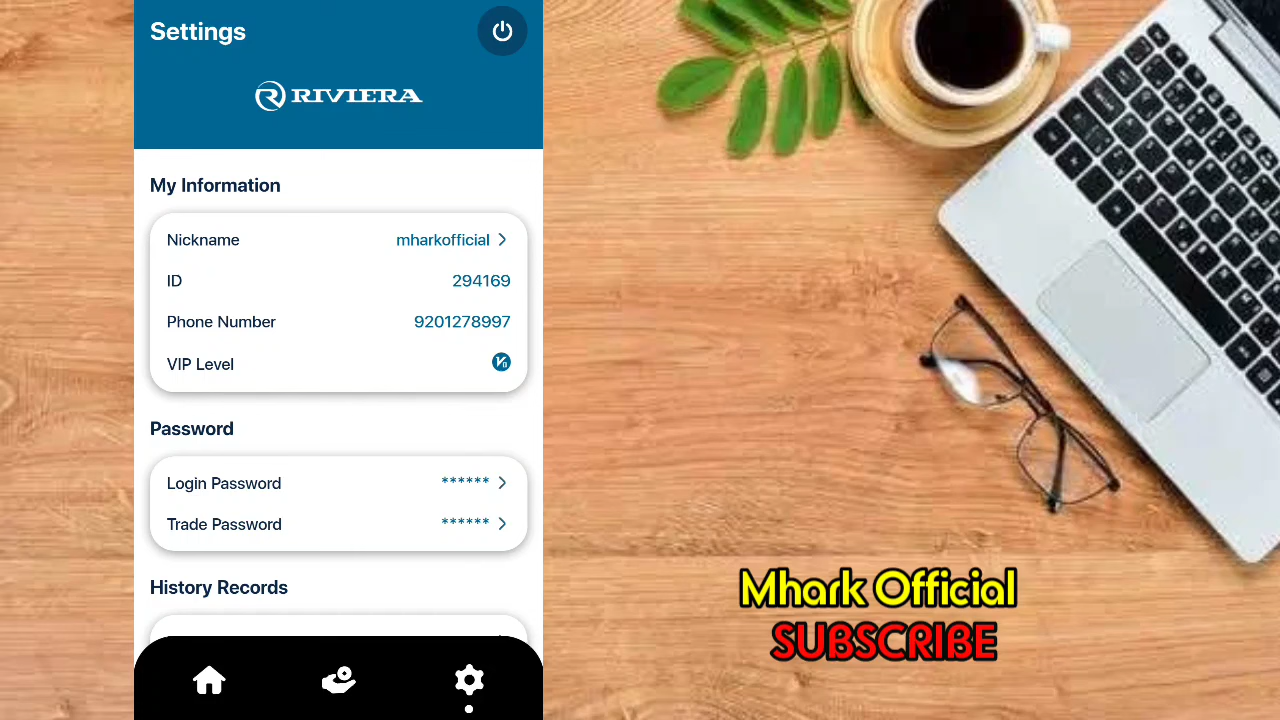 Settings
RIVIERA
My Information
Nickname mharkofficial
ID 294169
Phone Number 9201278997
VIP Level V0
Password
Login Password ******
Trade Password ******
History Records
Mhark Official
SUBSCRIBE